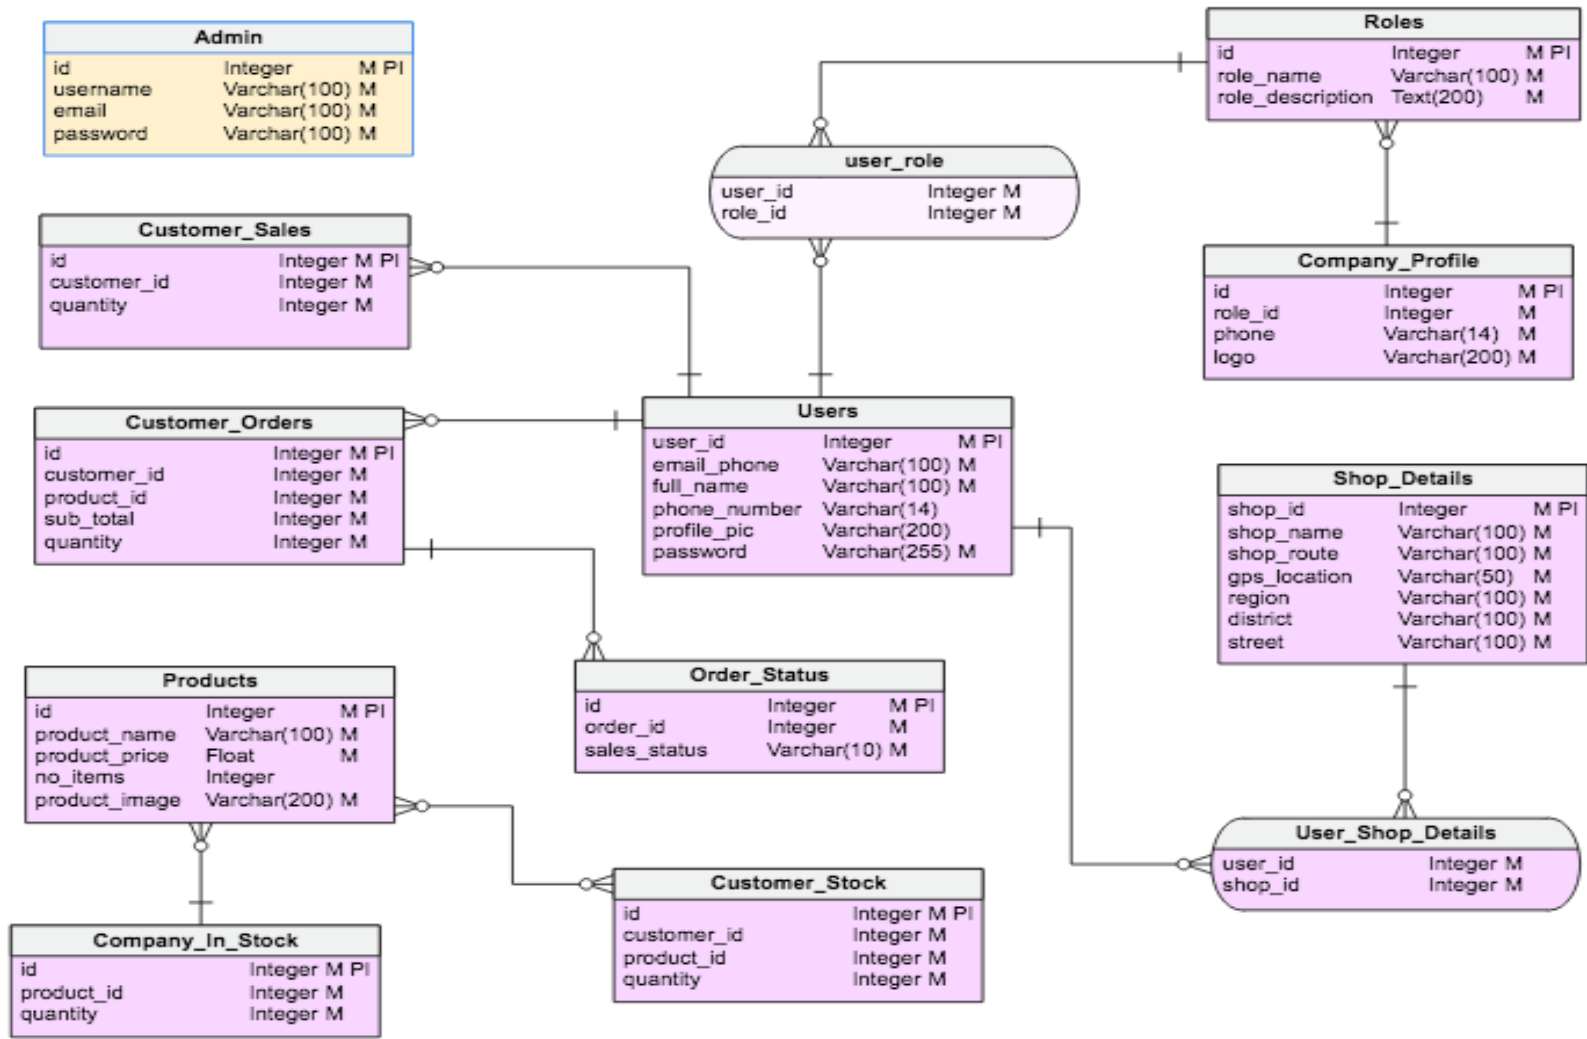 Admin
id Integer M PI
username Varchar(100) M
email Varchar(100) M
password Varchar(100) M
Roles
id Integer M PI
role_name Varchar(100) M
role_description Text(200) M
user_role
user_id Integer M
role_id Integer M
Customer_Sales
id Integer M PI
customer_id Integer M
quantity Integer M
Company_Profile
id Integer M PI
role_id Integer M
phone Varchar(14) M
logo Varchar(200) M
Customer_Orders
id Integer M PI
customer_id Integer M
product_id Integer M
sub_total Integer M
quantity Integer M
Users
user_id Integer M PI
email_phone Varchar(100) M
full_name Varchar(100) M
phone_number Varchar(14)
profile_pic Varchar(200)
password Varchar(255) M
Shop_Details
shop_id Integer M PI
shop_name Varchar(100) M
shop_route Varchar(100) M
gps_location Varchar(50) M
region Varchar(100) M
district Varchar(100) M
street Varchar(100) M
Products
id Integer M PI
product_name Varchar(100) M
product_price Float M
no_items Integer
product_image Varchar(200) M
Order_Status
id Integer M PI
order_id Integer M
sales_status Varchar(10) M
User_Shop_Details
user_id Integer M
shop_id Integer M
Customer_Stock
id Integer M PI
customer_id Integer M
product_id Integer M
quantity Integer M
Company_In_Stock
id Integer M PI
product_id Integer M
quantity Integer M